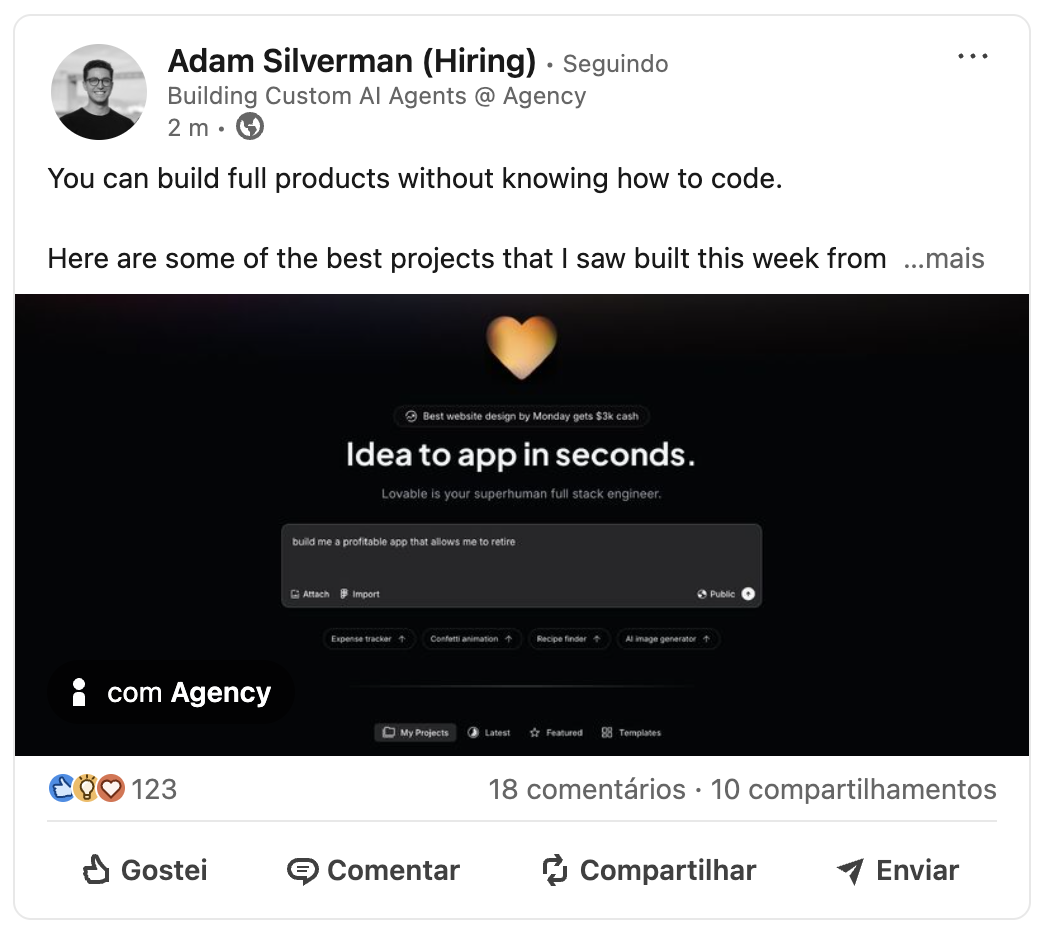 Adam Silverman (Hiring) • Seguindo
Building Custom AI Agents @ Agency
2 m •
You can build full products without knowing how to code.
Here are some of the best projects that I saw built this week from ...mais
Best website design by Monday gets $3k cash
Idea to app in seconds.
Lovable is your superhuman full stack engineer.
build me a profitable app that allows me to retire
Attach Import Public
Expense tracker Confetti animation Recipe finder AI image generator
com Agency
My Projects Latest Featured Templates
123 18 comentários · 10 compartilhamentos
Gostei Comentar Compartilhar Enviar